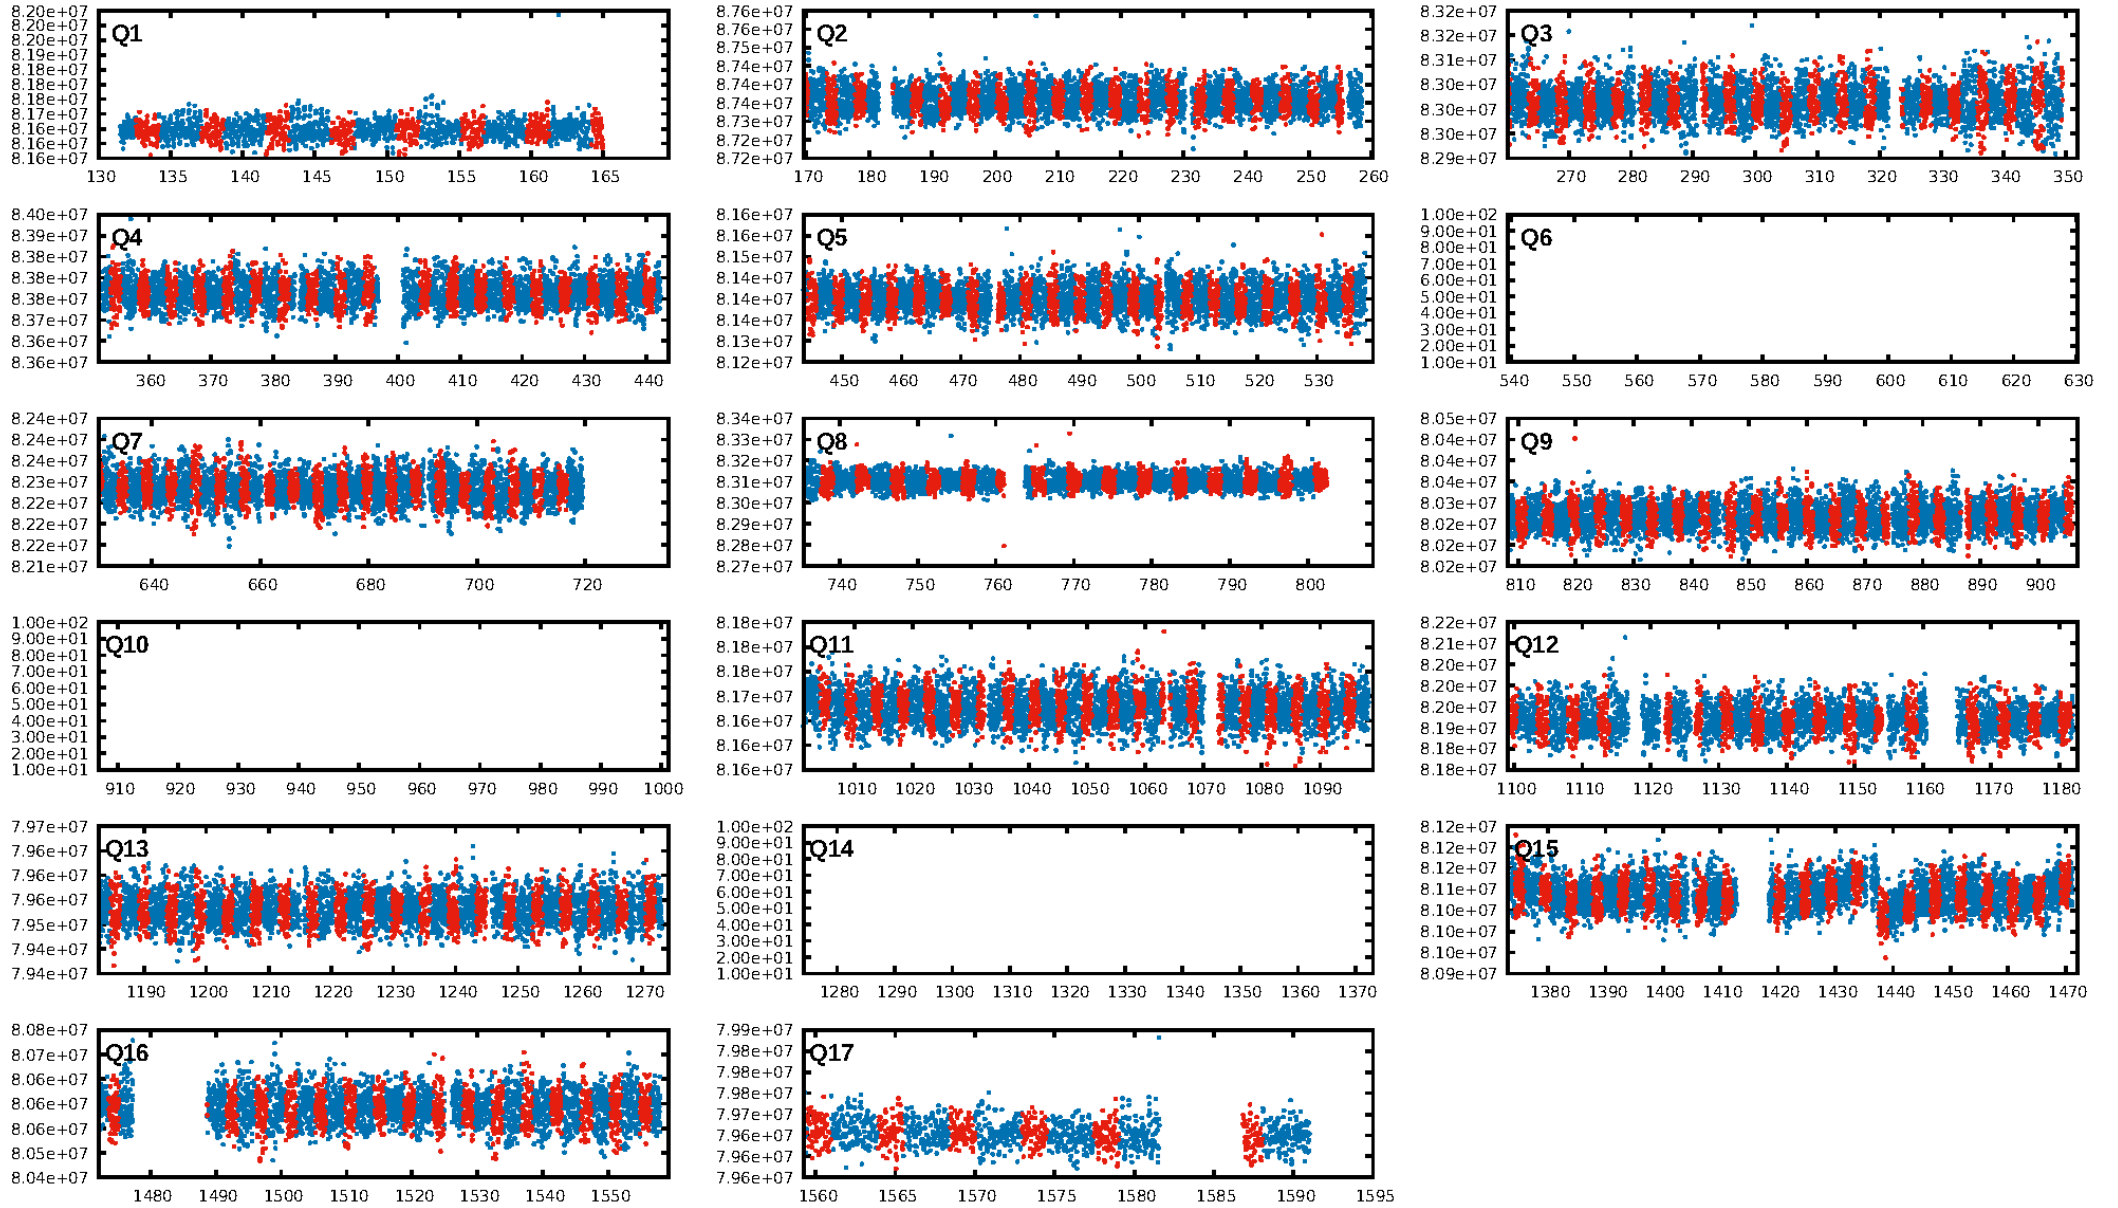 Q1
8.20e+07
8.20e+07
8.19e+07
8.19e+07
8.18e+07
8.18e+07
8.17e+07
8.17e+07
8.16e+07
8.16e+07
130 135 140 145 150 155 160 165
Q2
8.76e+07
8.75e+07
8.75e+07
8.74e+07
8.74e+07
8.74e+07
8.73e+07
8.72e+07
8.72e+07
170 180 190 200 210 220 230 240 250 260
Q3
8.32e+07
8.32e+07
8.31e+07
8.30e+07
8.30e+07
8.30e+07
8.29e+07
270 280 290 300 310 320 330 340 350
Q4
8.40e+07
8.39e+07
8.38e+07
8.38e+07
8.38e+07
8.37e+07
8.36e+07
8.36e+07
360 370 380 390 400 410 420 430 440
Q5
8.16e+07
8.16e+07
8.15e+07
8.14e+07
8.14e+07
8.14e+07
8.13e+07
8.12e+07
450 460 470 480 490 500 510 520 530
Q6
1.00e+02
9.00e+01
8.00e+01
7.00e+01
6.00e+01
5.00e+01
4.00e+01
3.00e+01
2.00e+01
1.00e+01
540 550 560 570 580 590 600 610 620 630
Q7
8.24e+07
8.24e+07
8.24e+07
8.23e+07
8.22e+07
8.22e+07
8.22e+07
8.21e+07
640 660 680 700 720
Q8
8.34e+07
8.33e+07
8.32e+07
8.31e+07
8.30e+07
8.29e+07
8.28e+07
8.27e+07
740 750 760 770 780 790 800
Q9
8.05e+07
8.04e+07
8.04e+07
8.04e+07
8.03e+07
8.02e+07
8.02e+07
8.02e+07
810 820 830 840 850 860 870 880 890 900
Q10
1.00e+02
9.00e+01
8.00e+01
7.00e+01
6.00e+01
5.00e+01
4.00e+01
3.00e+01
2.00e+01
1.00e+01
910 920 930 940 950 960 970 980 990 1000
Q11
8.18e+07
8.18e+07
8.18e+07
8.17e+07
8.16e+07
8.16e+07
8.16e+07
1010 1020 1030 1040 1050 1060 1070 1080 1090
Q12
8.22e+07
8.21e+07
8.20e+07
8.20e+07
8.20e+07
8.19e+07
8.18e+07
8.18e+07
1100 1110 1120 1130 1140 1150 1160 1170 1180
Q13
7.97e+07
7.96e+07
7.96e+07
7.96e+07
7.95e+07
7.94e+07
7.94e+07
1190 1200 1210 1220 1230 1240 1250 1260 1270
Q14
1.00e+02
9.00e+01
8.00e+01
7.00e+01
6.00e+01
5.00e+01
4.00e+01
3.00e+01
2.00e+01
1.00e+01
1280 1290 1300 1310 1320 1330 1340 1350 1360 1370
Q15
8.12e+07
8.12e+07
8.12e+07
8.11e+07
8.10e+07
8.10e+07
8.09e+07
1380 1390 1400 1410 1420 1430 1440 1450 1460 1470
Q16
8.08e+07
8.07e+07
8.06e+07
8.06e+07
8.06e+07
8.05e+07
8.04e+07
1480 1490 1500 1510 1520 1530 1540 1550
Q17
7.99e+07
7.98e+07
7.98e+07
7.98e+07
7.97e+07
7.96e+07
7.96e+07
7.96e+07
1560 1565 1570 1575 1580 1585 1590 1595